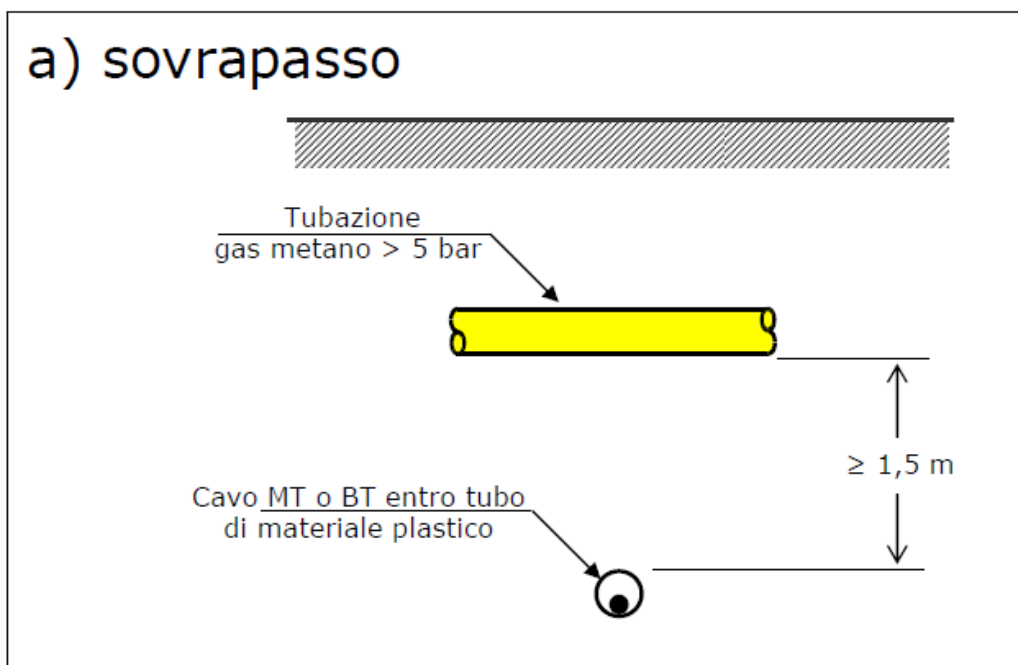 a) sovrapasso
Tubazione
gas metano > 5 bar
≥ 1,5 m
Cavo MT o BT entro tubo
di materiale plastico